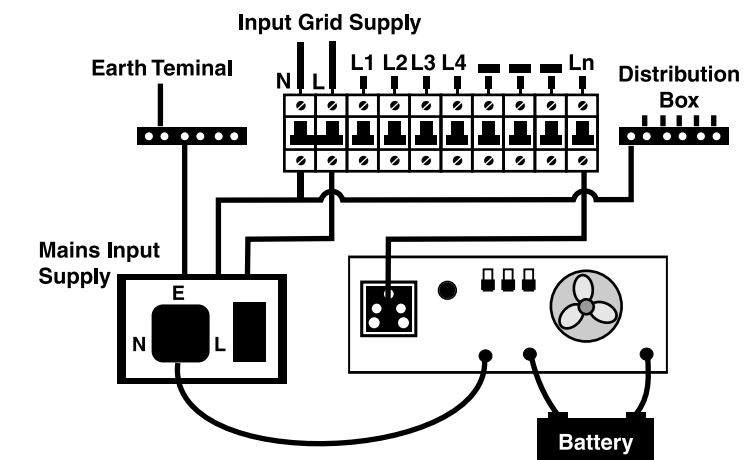 Input Grid Supply
Earth Teminal
N L L1 L2 L3 L4 Ln
Distribution
Box
Mains Input
Supply
E
N L
Battery